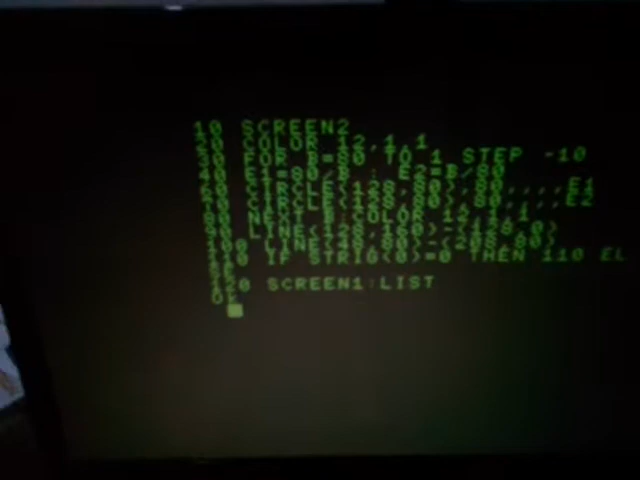 10 SCREEN2
20 COLOR 12,1,1
30 FOR B=80 TO 1 STEP -10
40 E1=80/B : E2=B/80
60 CIRCLE(128,80),80,,,,E1
70 CIRCLE(128,80),80,,,,E2
80 NEXT B:COLOR 12,1,1
90 LINE(128,160)-(128,0)
100 LINE(48,80)-(208,80)
110 IF STRIG(0)=0 THEN 110 EL
SE
120 SCREEN1:LIST
Ok